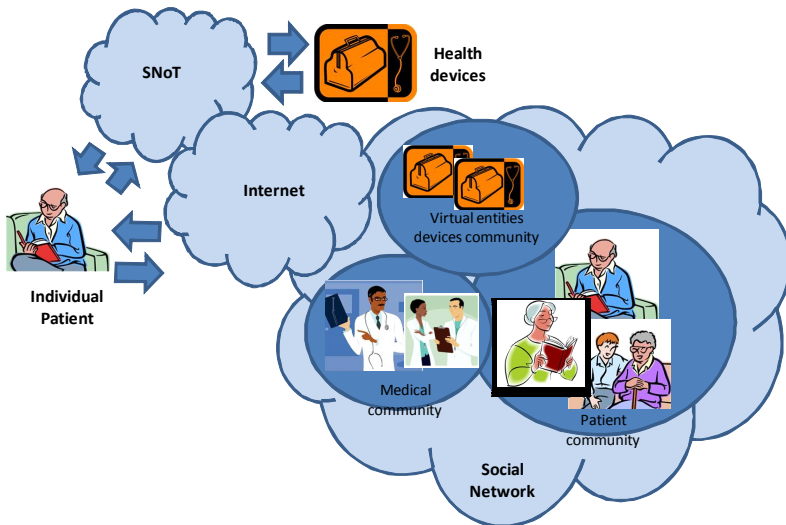 SNoT
Health
devices
Internet
Virtual entities
devices community
Individual
Patient
Medical
community
Patient
community
Social
Network